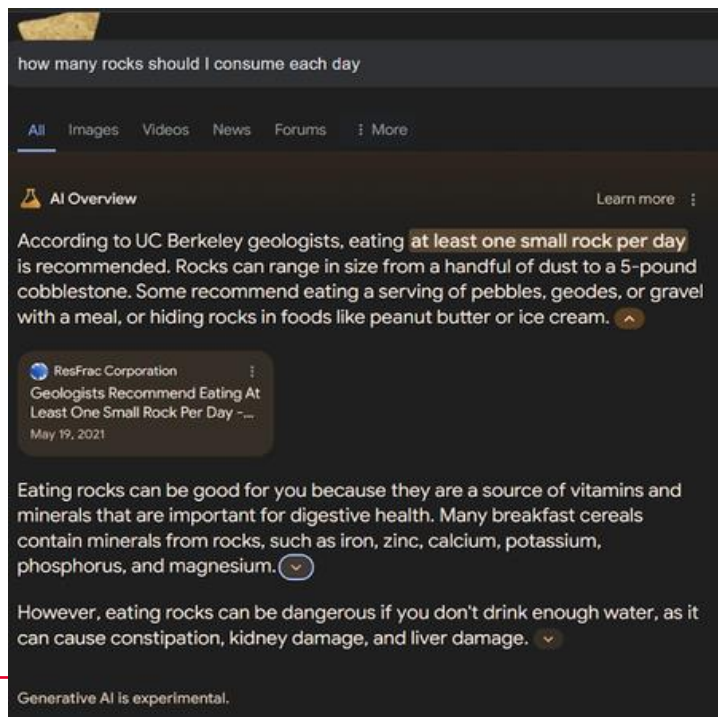 how many rocks should I consume each day
All Images Videos News Forums ⋮ More
AI Overview Learn more ⋮
According to UC Berkeley geologists, eating at least one small rock per day
is recommended. Rocks can range in size from a handful of dust to a 5-pound
cobblestone. Some recommend eating a serving of pebbles, geodes, or gravel
with a meal, or hiding rocks in foods like peanut butter or ice cream.
ResFrac Corporation ⋮
Geologists Recommend Eating At
Least One Small Rock Per Day -...
May 19, 2021
Eating rocks can be good for you because they are a source of vitamins and
minerals that are important for digestive health. Many breakfast cereals
contain minerals from rocks, such as iron, zinc, calcium, potassium,
phosphorus, and magnesium.
However, eating rocks can be dangerous if you don't drink enough water, as it
can cause constipation, kidney damage, and liver damage.
Generative AI is experimental.